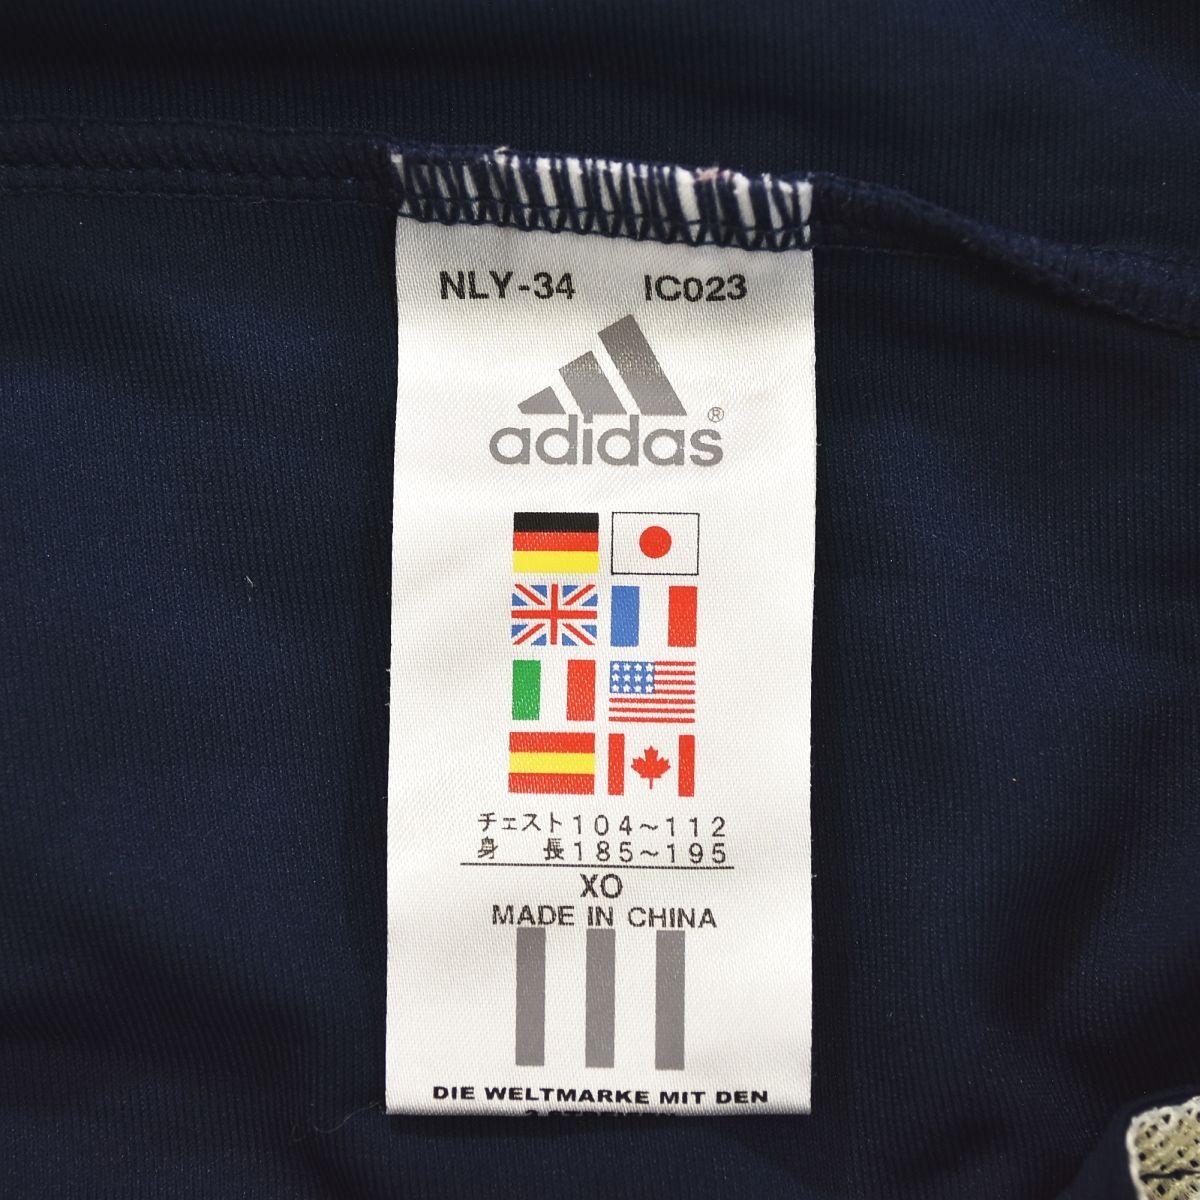 NLY-34 IC023
adidas®
チェスト104~112
身長185~195
XO
MADE IN CHINA
DIE WELTMARKE MIT DEN